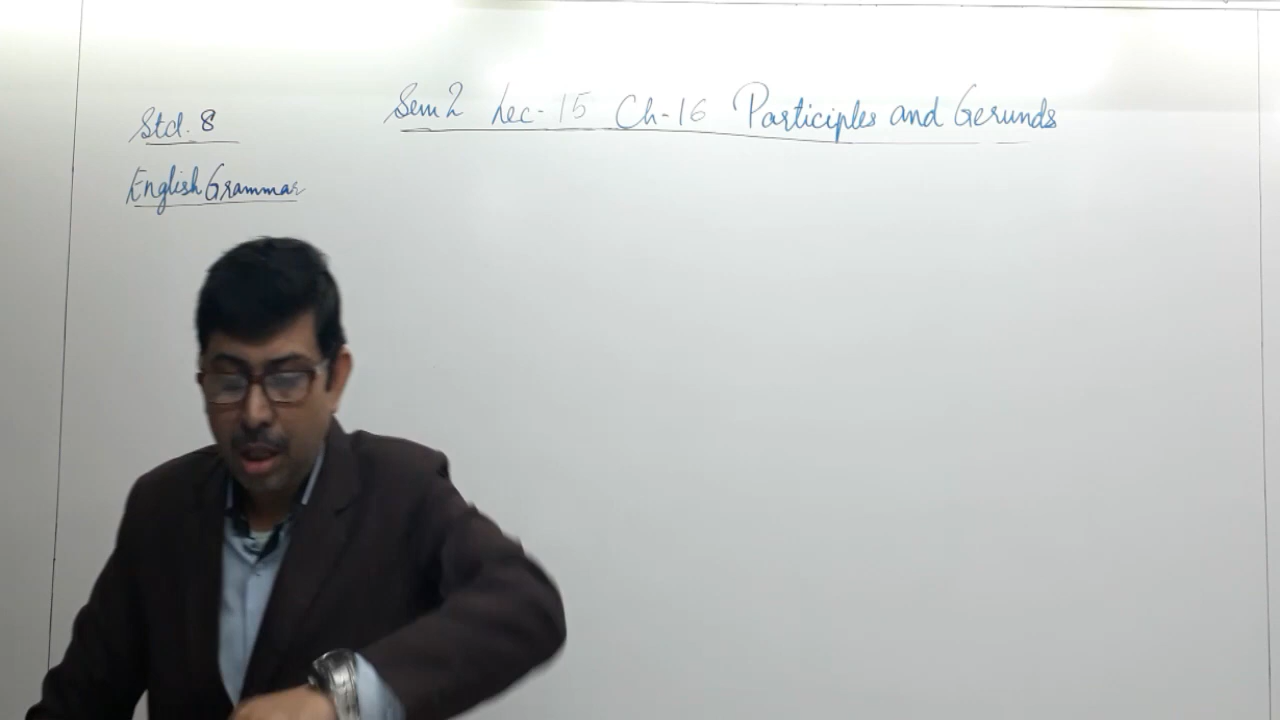 Sem 2 Lec-15 Ch-16 Participles and Gerunds
Std. 8
English Grammar